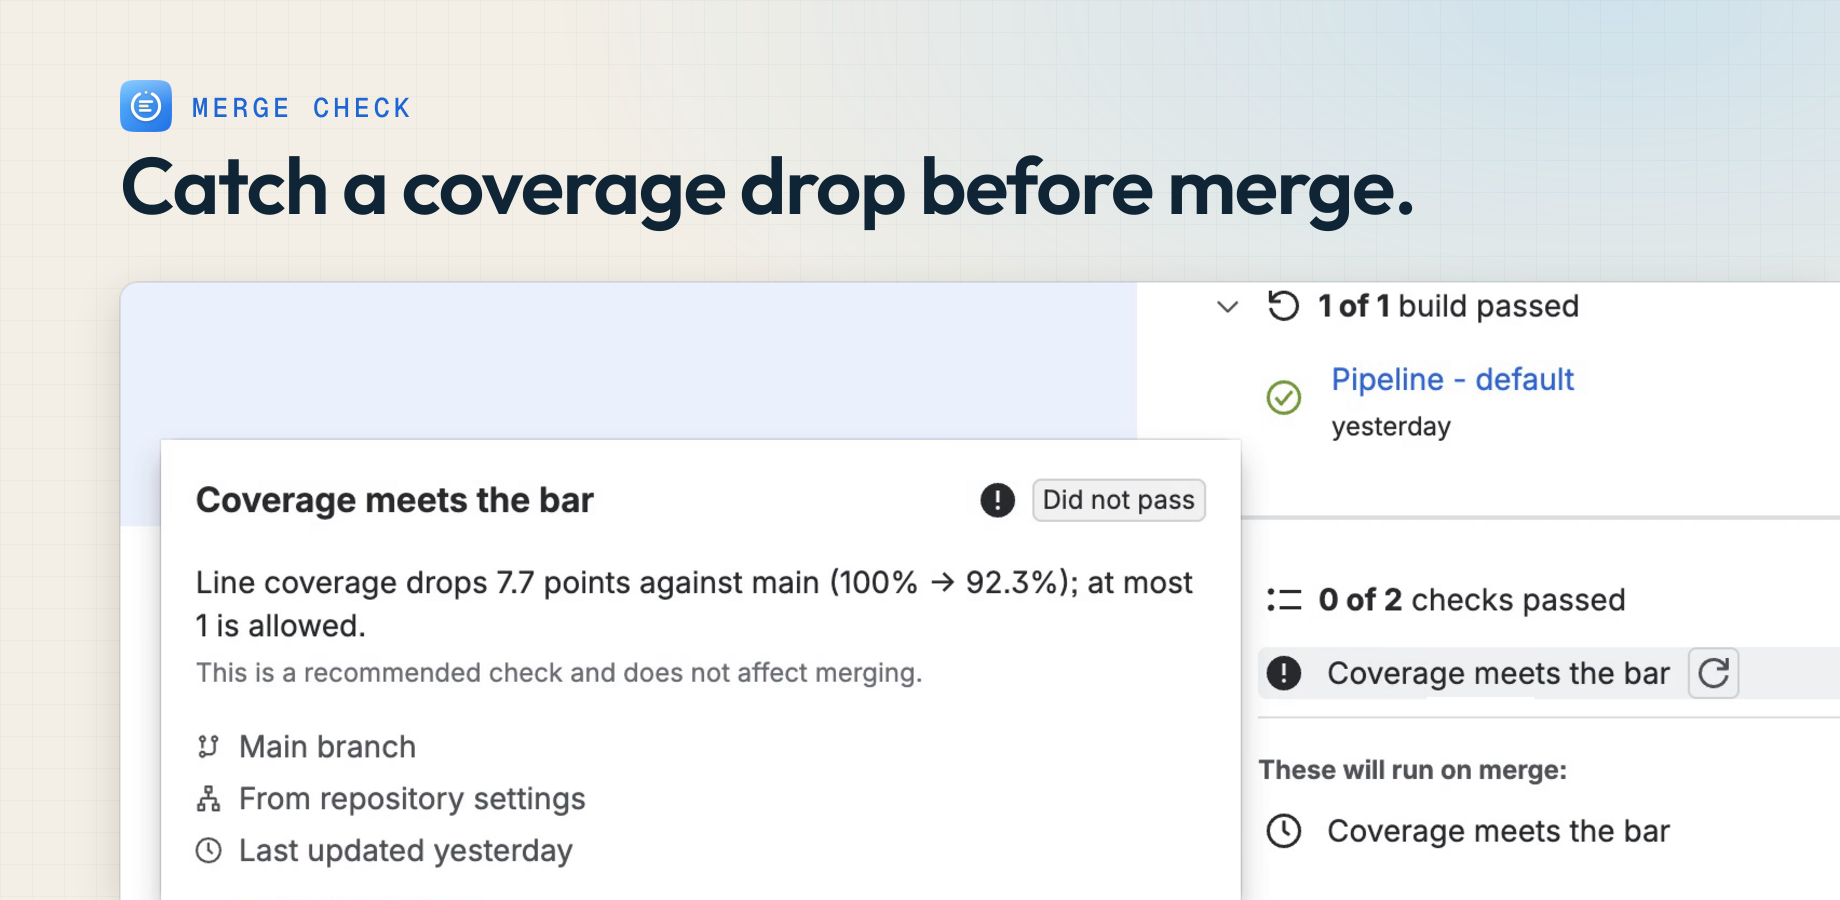 MERGE CHECK
Catch a coverage drop before merge.
1 of 1 build passed
Pipeline - default
yesterday
Coverage meets the bar
Did not pass
Line coverage drops 7.7 points against main (100% → 92.3%); at most
1 is allowed.
This is a recommended check and does not affect merging.
Main branch
From repository settings
Last updated yesterday
0 of 2 checks passed
Coverage meets the bar
These will run on merge:
Coverage meets the bar